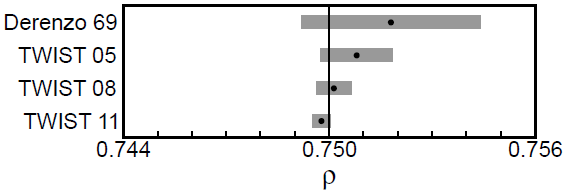 Derenzo 69
TWIST 05
TWIST 08
TWIST 11
0.744 0.750 0.756
ρ